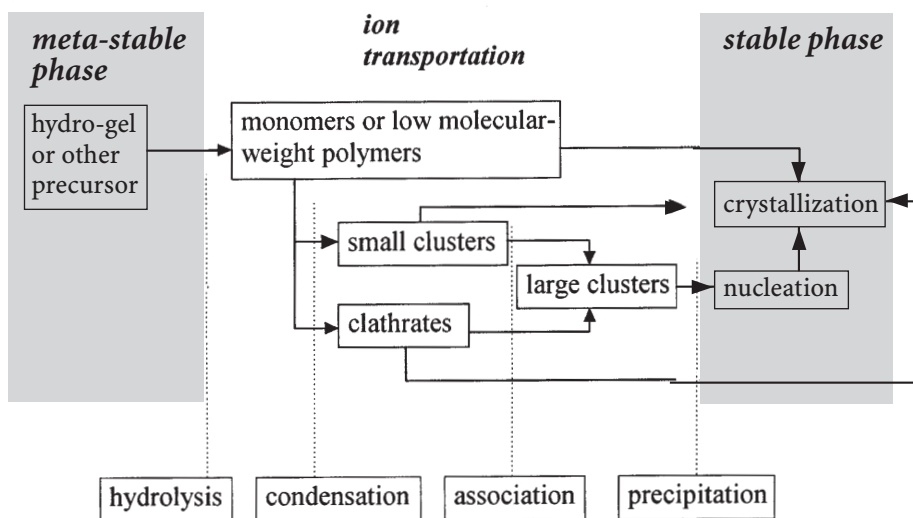 meta-stable
phase
ion
transportation
stable phase
hydro-gel
or other
precursor
monomers or low molecular-
weight polymers
crystallization
small clusters
large clusters
nucleation
clathrates
hydrolysis
condensation
association
precipitation